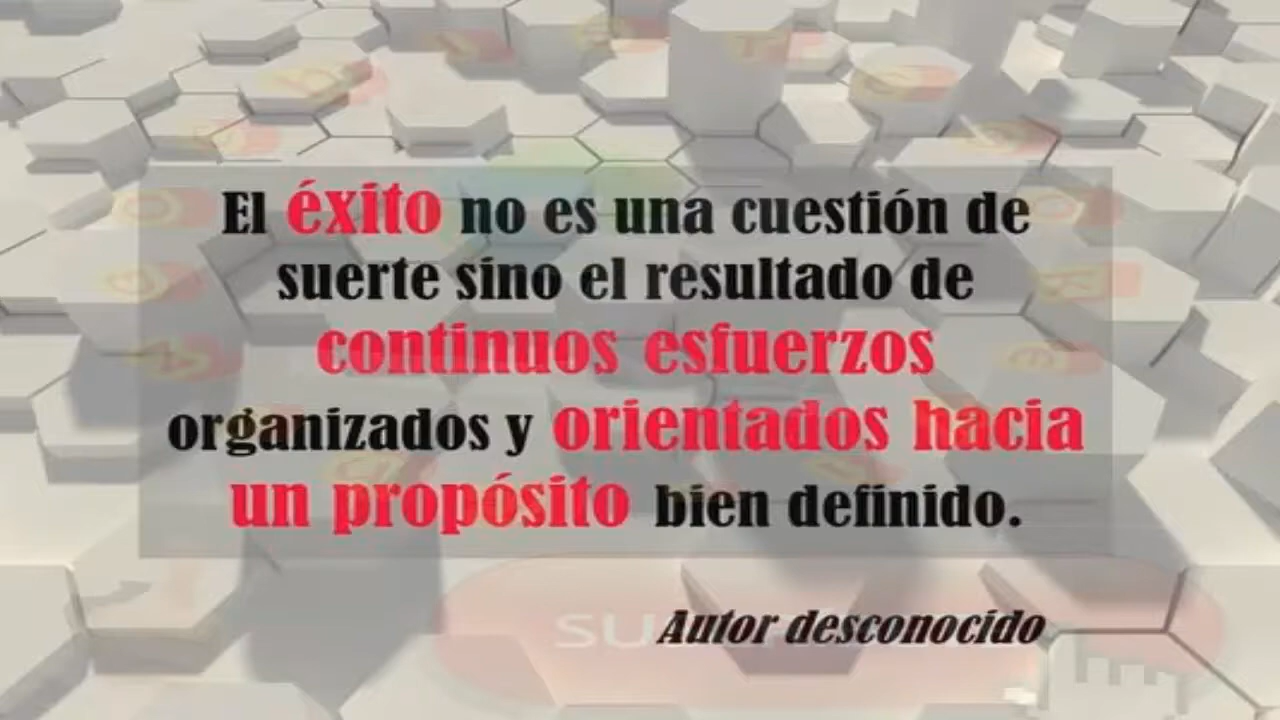 El éxito no es una cuestión de
suerte sino el resultado de
continuos esfuerzos
organizados y orientados hacia
un propósito bien definido.
Autor desconocido